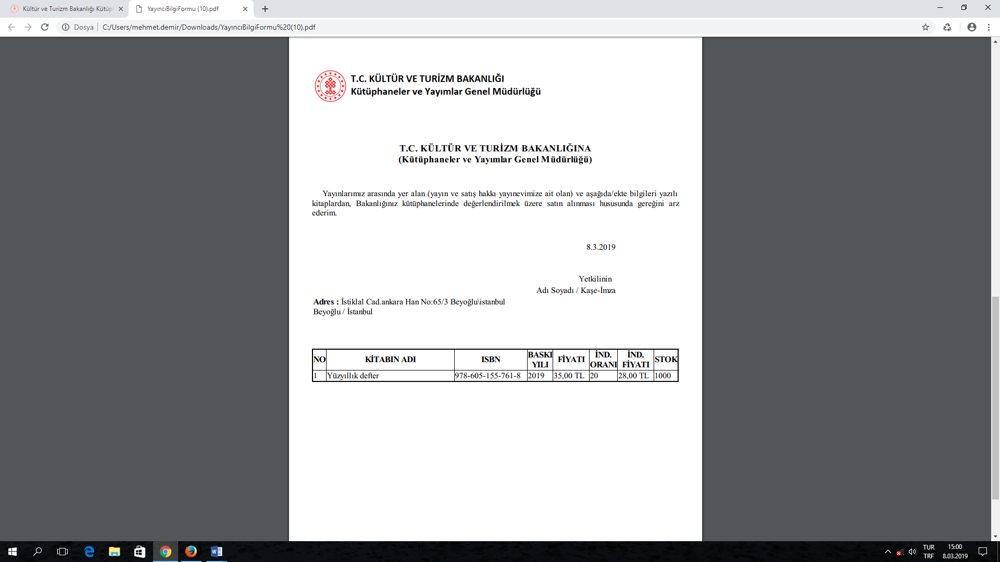 Kültür ve Turizm Bakanlığı Kütüp
YayıncıBilgiFormu (10).pdf
Dosya
C:/Users/mehmet.demir/Downloads/YayıncıBilgiFormu%20(10).pdf
T.C. KÜLTÜR VE TURİZM BAKANLIĞI
Kütüphaneler ve Yayımlar Genel Müdürlüğü
T.C. KÜLTÜR VE TURİZM BAKANLIĞINA
(Kütüphaneler ve Yayımlar Genel Müdürlüğü)
Yayınlarımız arasında yer alan (yayın ve satış hakkı yayınevimize ait olan) ve aşağıda/ekte bilgileri yazılı
kitaplardan, Bakanlığınız kütüphanelerinde değerlendirilmek üzere satın alınması hususunda gereğini arz
ederim.
8.3.2019
Yetkilinin
Adı Soyadı / Kaşe-İmza
Adres : İstiklal Cad.ankara Han No:65/3 Beyoğlu\istanbul
Beyoğlu / İstanbul
NO KİTABIN ADI ISBN BASKI YILI FİYATI İND. ORANI İND. FİYATI STOK
1 Yüzyıllık defter 978-605-155-761-8 2019 35,00 TL 20 28,00 TL 1000
TUR 15:00
TRF 8.03.2019